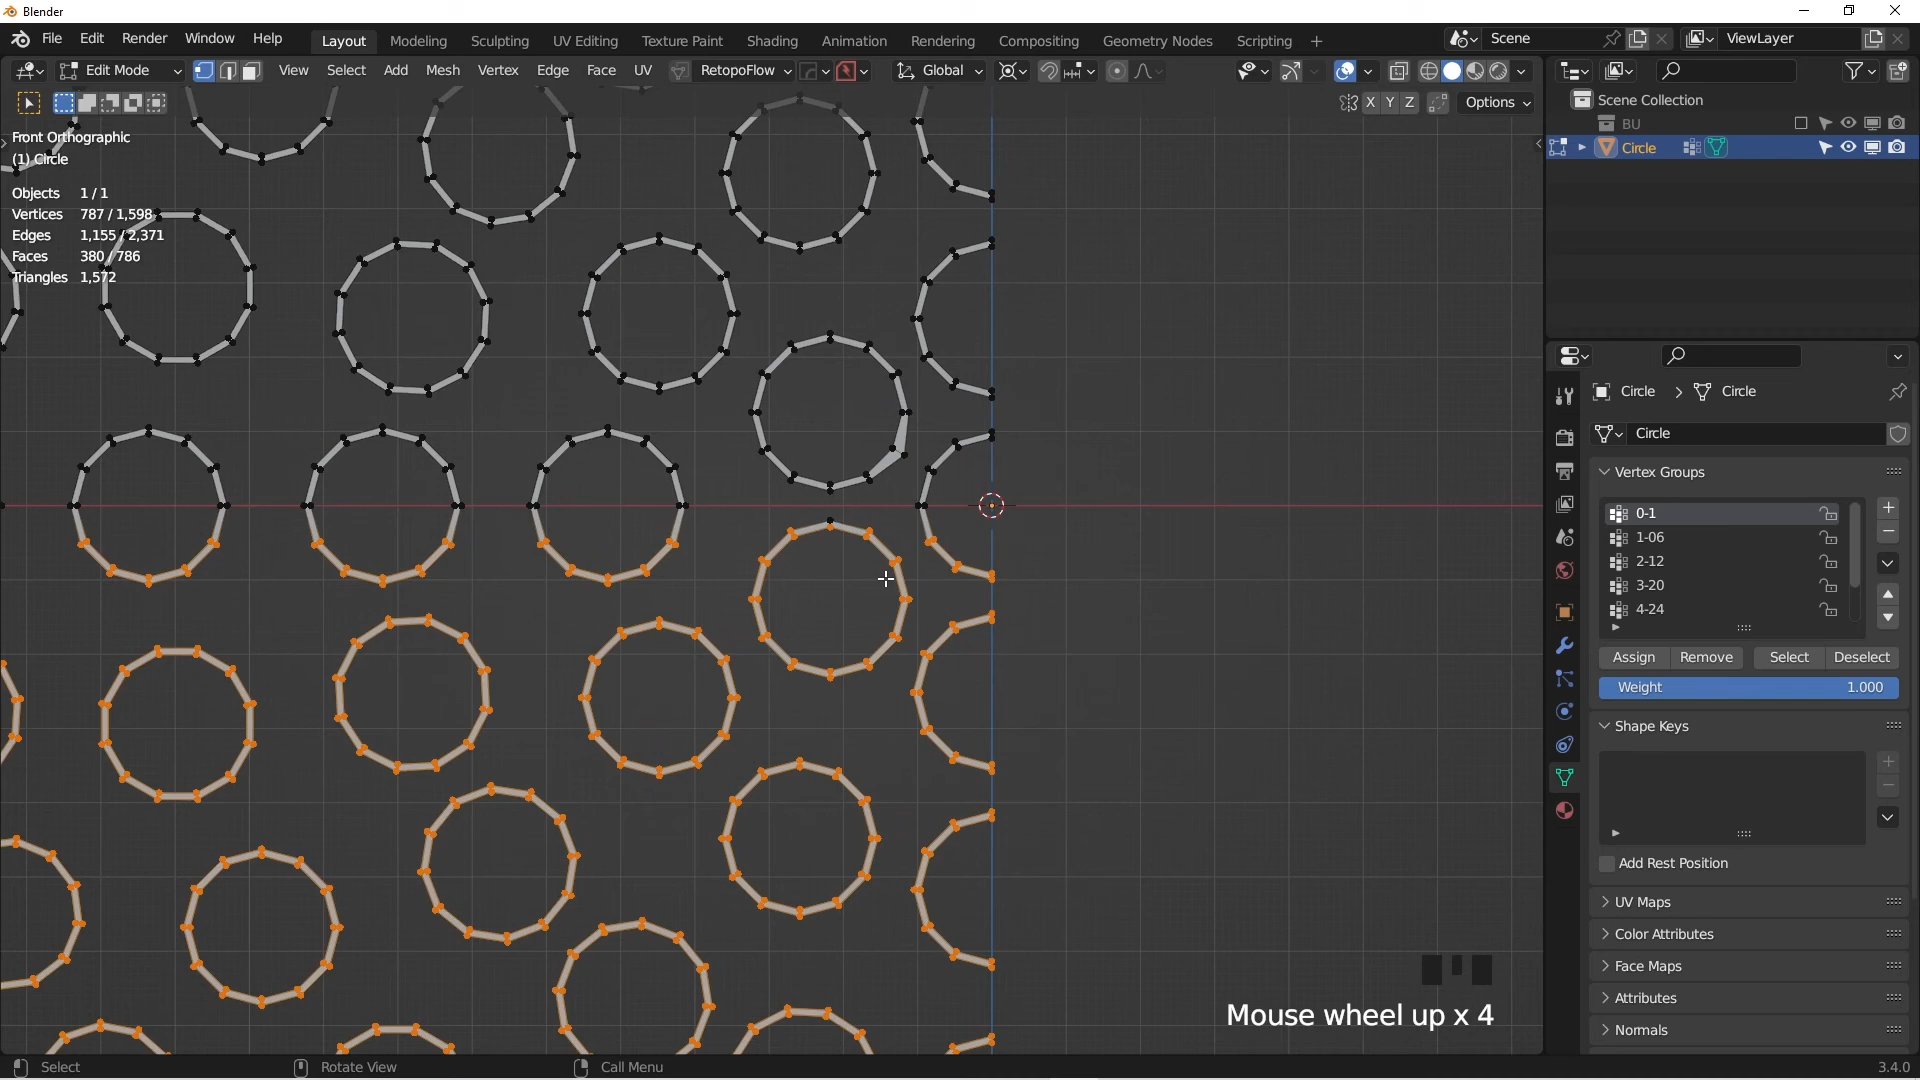 Blender
File Edit Render Window Help
Layout Modeling Sculpting UV Editing Texture Paint Shading Animation Rendering Compositing Geometry Nodes Scripting +
Scene
ViewLayer
Edit Mode View Select Add Mesh Vertex Edge Face UV RetopoFlow Global
X Y Z Options
Front Orthographic
(1) Circle
Objects 1 / 1
Vertices 787 / 1,598
Edges 1,155 / 2,371
Faces 380 / 786
Triangles 1,572
Mouse wheel up x 4
Scene Collection
BU
Circle
Circle > Circle
Circle
Vertex Groups
0-1
1-06
2-12
3-20
4-24
Assign Remove Select Deselect
Weight 1.000
Shape Keys
Add Rest Position
UV Maps
Color Attributes
Face Maps
Attributes
Normals
Select Rotate View Call Menu 3.4.0